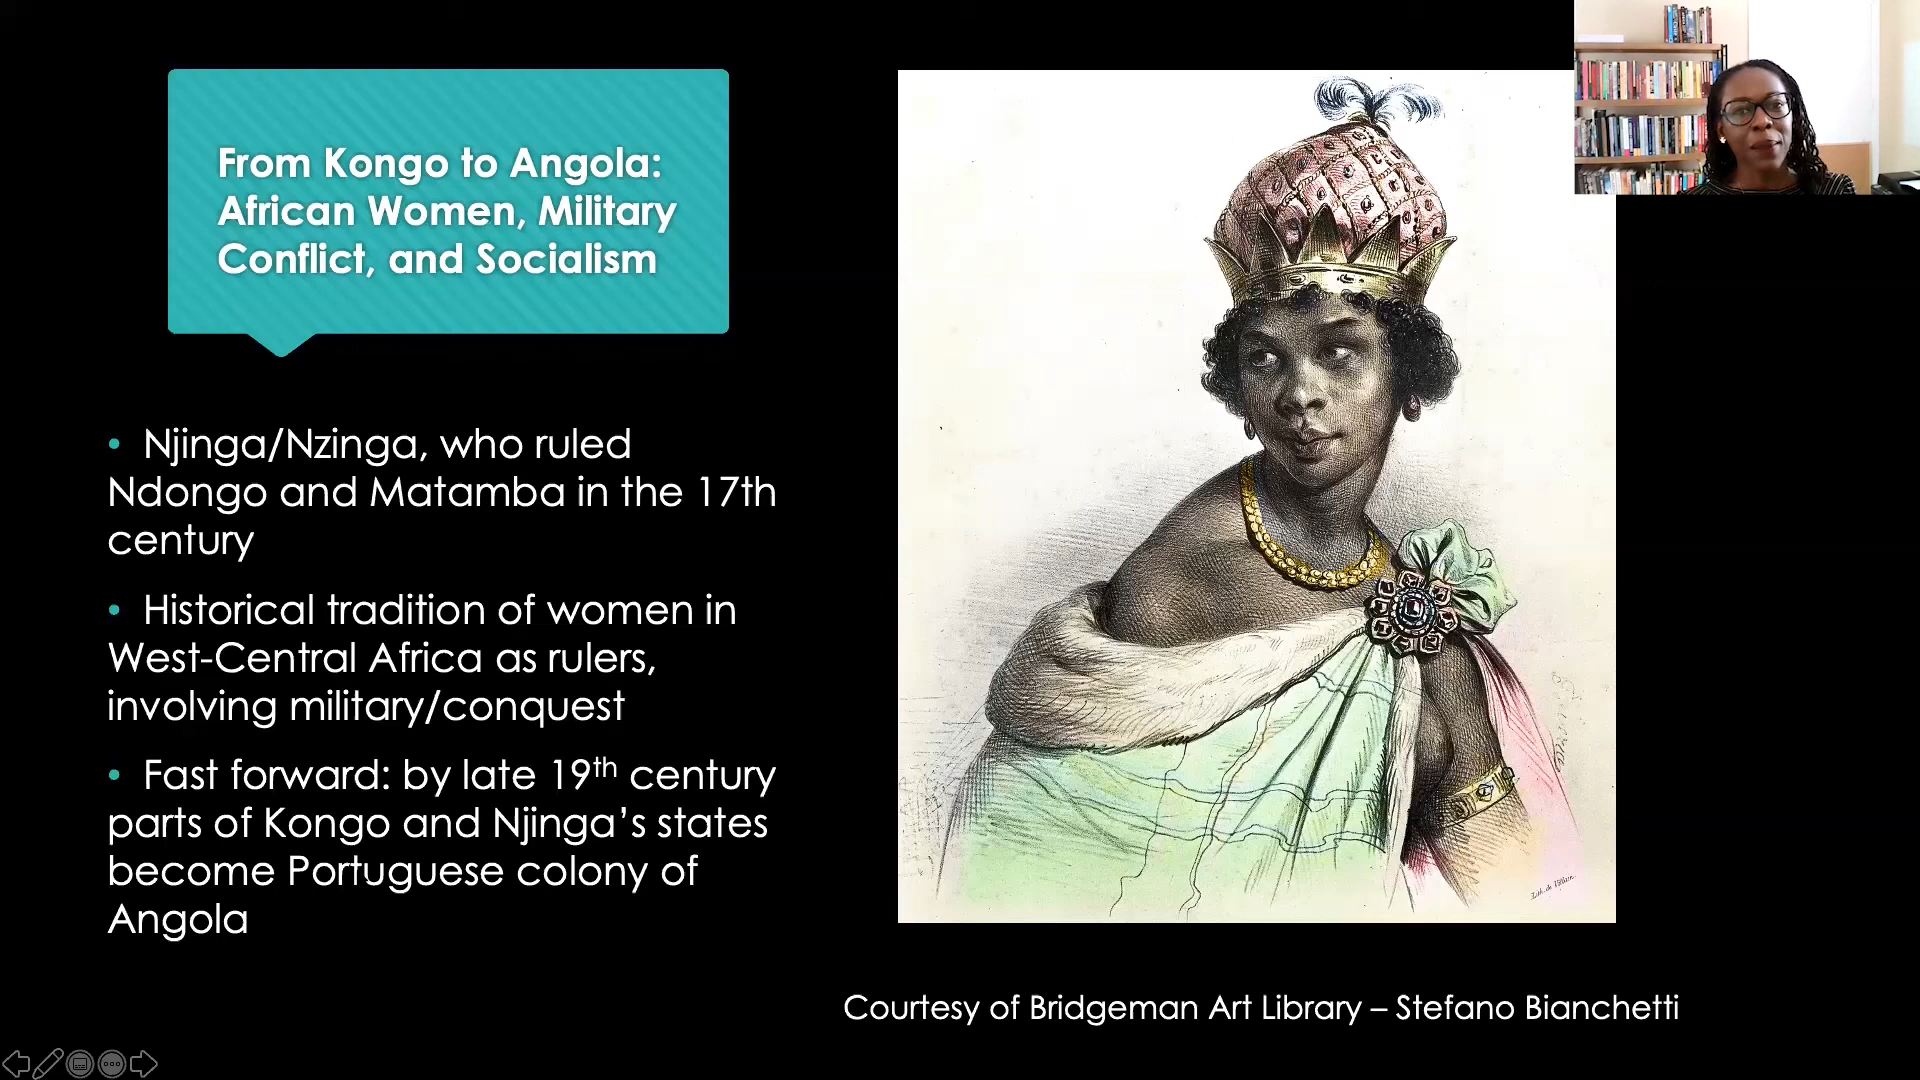 From Kongo to Angola:
African Women, Military
Conflict, and Socialism
• Njinga/Nzinga, who ruled
Ndongo and Matamba in the 17th
century
• Historical tradition of women in
West-Central Africa as rulers,
involving military/conquest
• Fast forward: by late 19th century
parts of Kongo and Njinga’s states
become Portuguese colony of
Angola
Courtesy of Bridgeman Art Library – Stefano Bianchetti